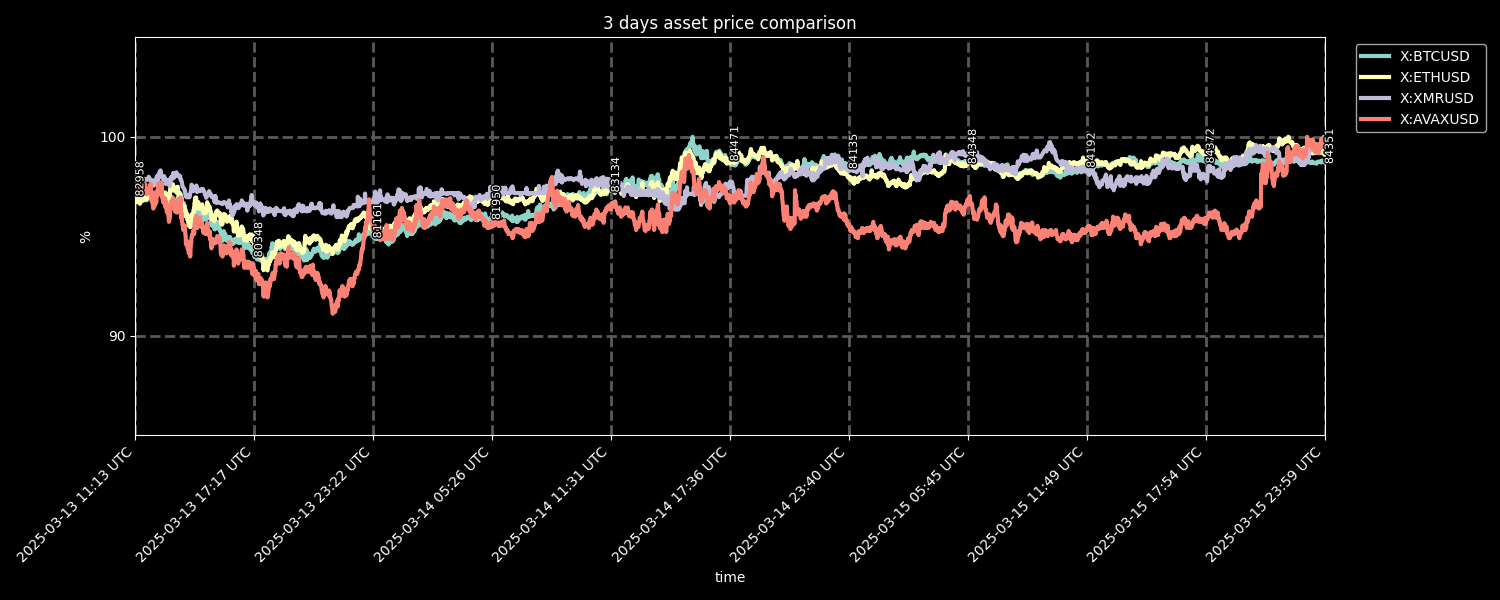 3 days asset price comparison
X:BTCUSD
X:ETHUSD
X:XMRUSD
X:AVAXUSD
%
100
90
82958
80348
81161
81950
83134
84471
84135
84348
84192
84372
84351
2025-03-13 11:13 UTC
2025-03-13 17:17 UTC
2025-03-13 23:22 UTC
2025-03-14 05:26 UTC
2025-03-14 11:31 UTC
2025-03-14 17:36 UTC
2025-03-14 23:40 UTC
2025-03-15 05:45 UTC
2025-03-15 11:49 UTC
2025-03-15 17:54 UTC
2025-03-15 23:59 UTC
time